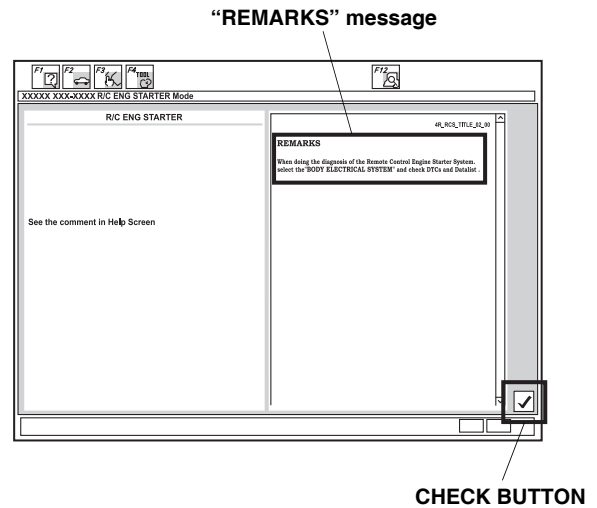 “REMARKS” message
F1 F2 F3 F4 TOOL F12
XXXXX XXX-XXXX R/C ENG STARTER Mode
R/C ENG STARTER
See the comment in Help Screen
4R_RCS_TITLE_02_00
REMARKS
When doing the diagnosis of the Remote Control Engine Starter System.
select the"BODY ELECTRICAL SYSTEM" and check DTCs and Datalist .
CHECK BUTTON